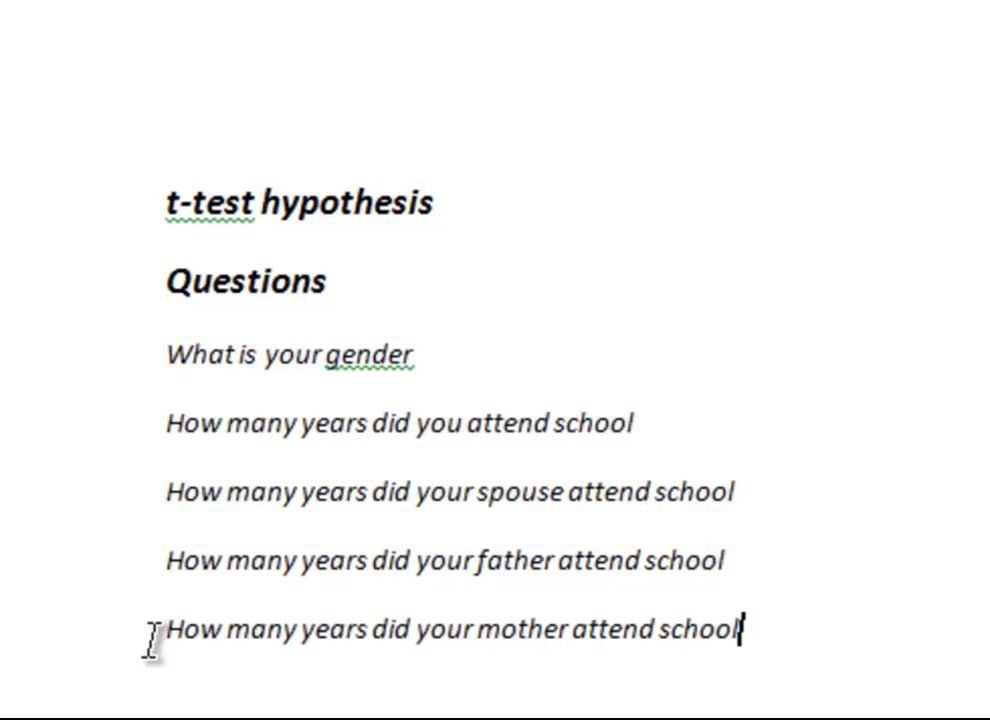 t-test hypothesis
Questions
What is your gender
How many years did you attend school
How many years did your spouse attend school
How many years did your father attend school
How many years did your mother attend school